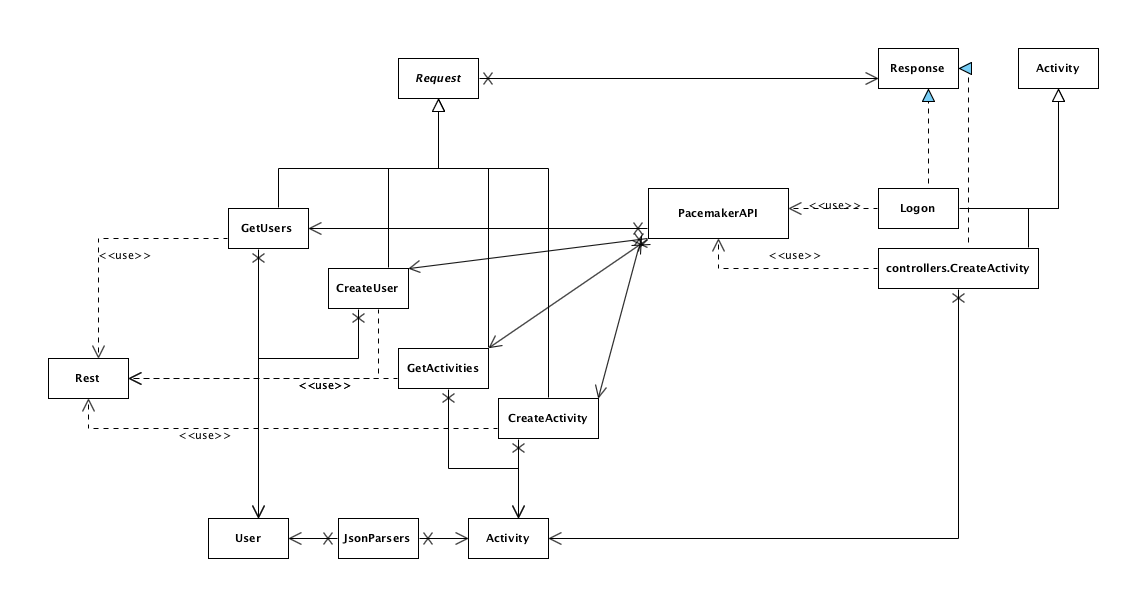 Response
Activity
Request
PacemakerAPI
<<use>>
Logon
GetUsers
<<use>>
<<use>>
controllers.CreateActivity
CreateUser
GetActivities
Rest
<<use>>
CreateActivity
<<use>>
User
JsonParsers
Activity